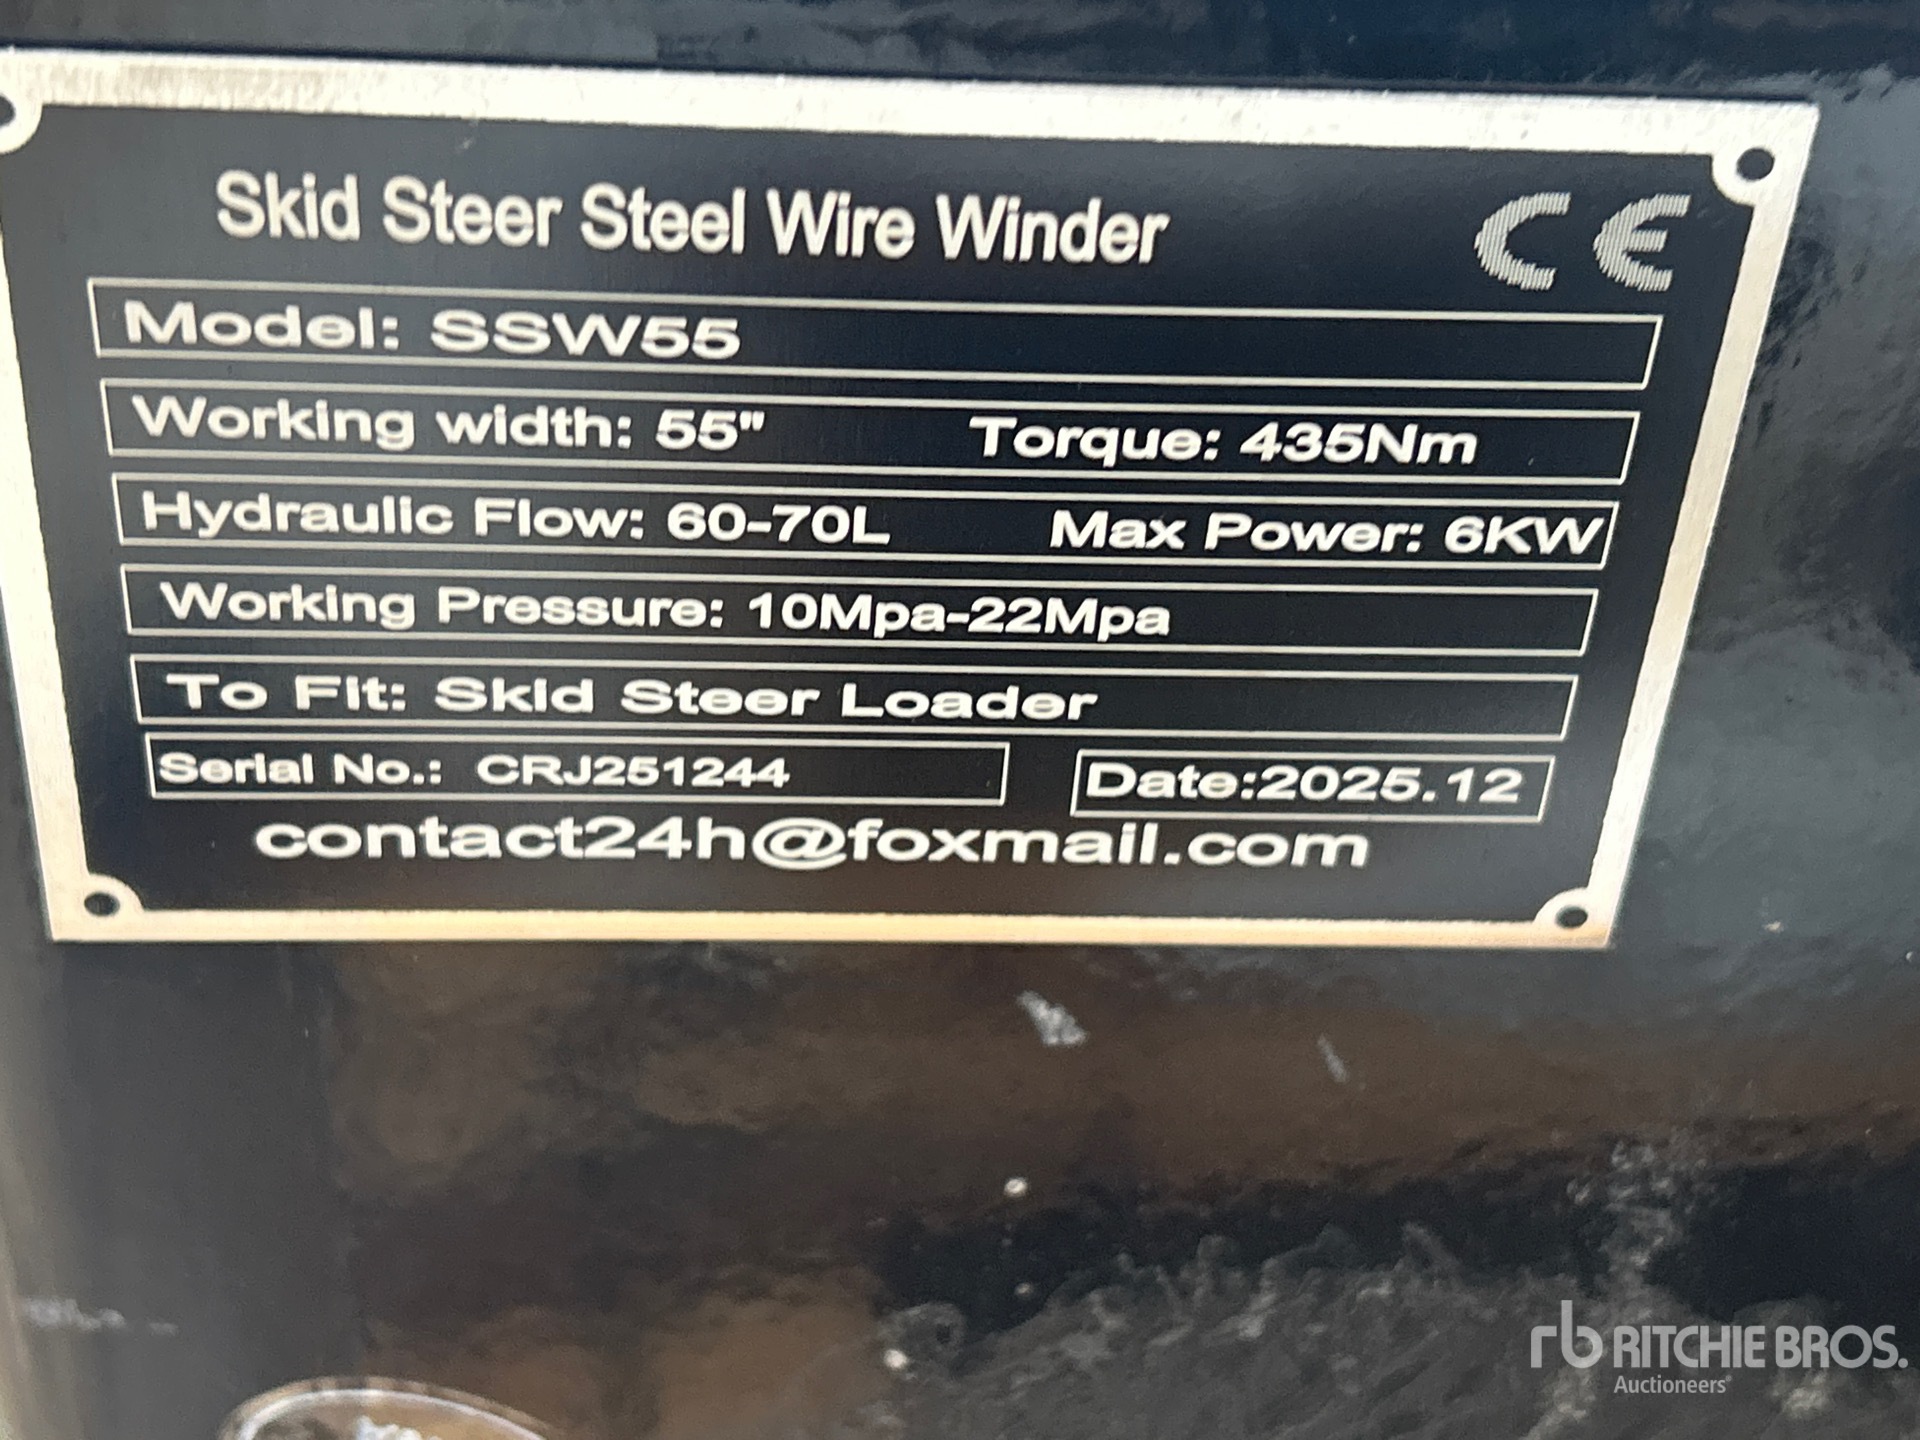 Skid Steer Steel Wire Winder CE
Model: SSW55
Working width: 55" Torque: 435Nm
Hydraulic Flow: 60-70L Max Power: 6KW
Working Pressure: 10Mpa-22Mpa
To Fit: Skid Steer Loader
Serial No.: CRJ251244 Date:2025.12
contact24h@foxmail.com
rb RITCHIE BROS.
Auctioneers